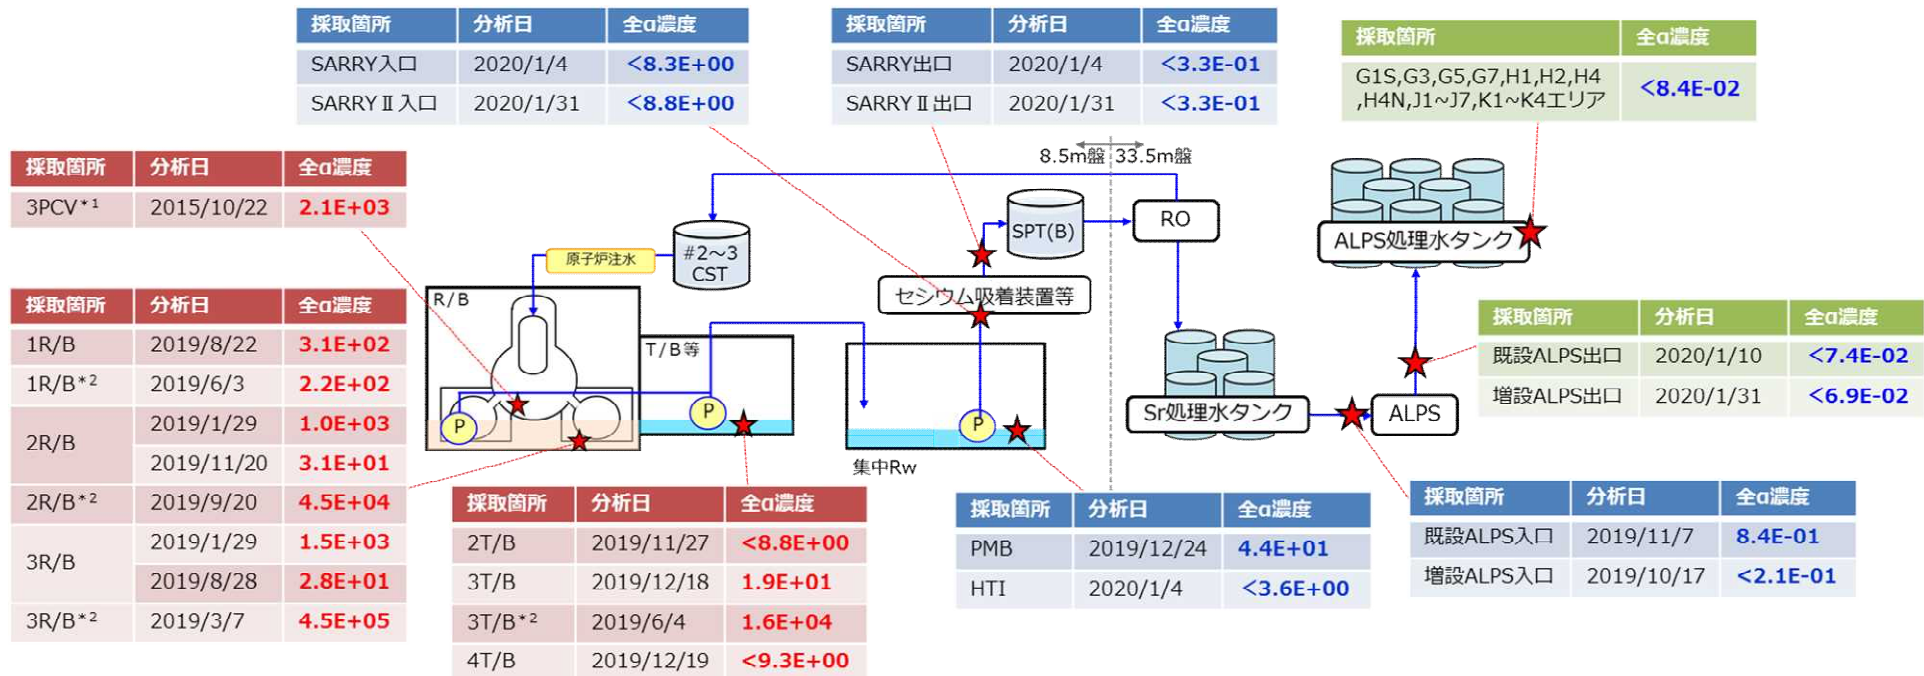 採取箇所 分析日 全α濃度
SARRY入口 2020/1/4 <8.3E+00
SARRYⅡ入口 2020/1/31 <8.8E+00
採取箇所 分析日 全α濃度
SARRY出口 2020/1/4 <3.3E-01
SARRYⅡ出口 2020/1/31 <3.3E-01
採取箇所 全α濃度
G1S,G3,G5,G7,H1,H2,H4
,H4N,J1~J7,K1~K4エリア
<8.4E-02
採取箇所 分析日 全α濃度
3PCV*1 2015/10/22 2.1E+03
8.5m盤 33.5m盤
#2～3
CST
原子炉注水
SPT(B)
RO
ALPS処理水タンク
セシウム吸着装置等
R/B
T/B等
P
P
P
集中Rw
Sr処理水タンク
ALPS
採取箇所 分析日 全α濃度
1R/B 2019/8/22 3.1E+02
1R/B*2 2019/6/3 2.2E+02
2R/B 2019/1/29 1.0E+03
2019/11/20 3.1E+01
2R/B*2 2019/9/20 4.5E+04
3R/B 2019/1/29 1.5E+03
2019/8/28 2.8E+01
3R/B*2 2019/3/7 4.5E+05
採取箇所 分析日 全α濃度
既設ALPS出口 2020/1/10 <7.4E-02
増設ALPS出口 2020/1/31 <6.9E-02
採取箇所 分析日 全α濃度
2T/B 2019/11/27 <8.8E+00
3T/B 2019/12/18 1.9E+01
3T/B*2 2019/6/4 1.6E+04
4T/B 2019/12/19 <9.3E+00
採取箇所 分析日 全α濃度
PMB 2019/12/24 4.4E+01
HTI 2020/1/4 <3.6E+00
採取箇所 分析日 全α濃度
既設ALPS入口 2019/11/7 8.4E-01
増設ALPS入口 2019/10/17 <2.1E-01